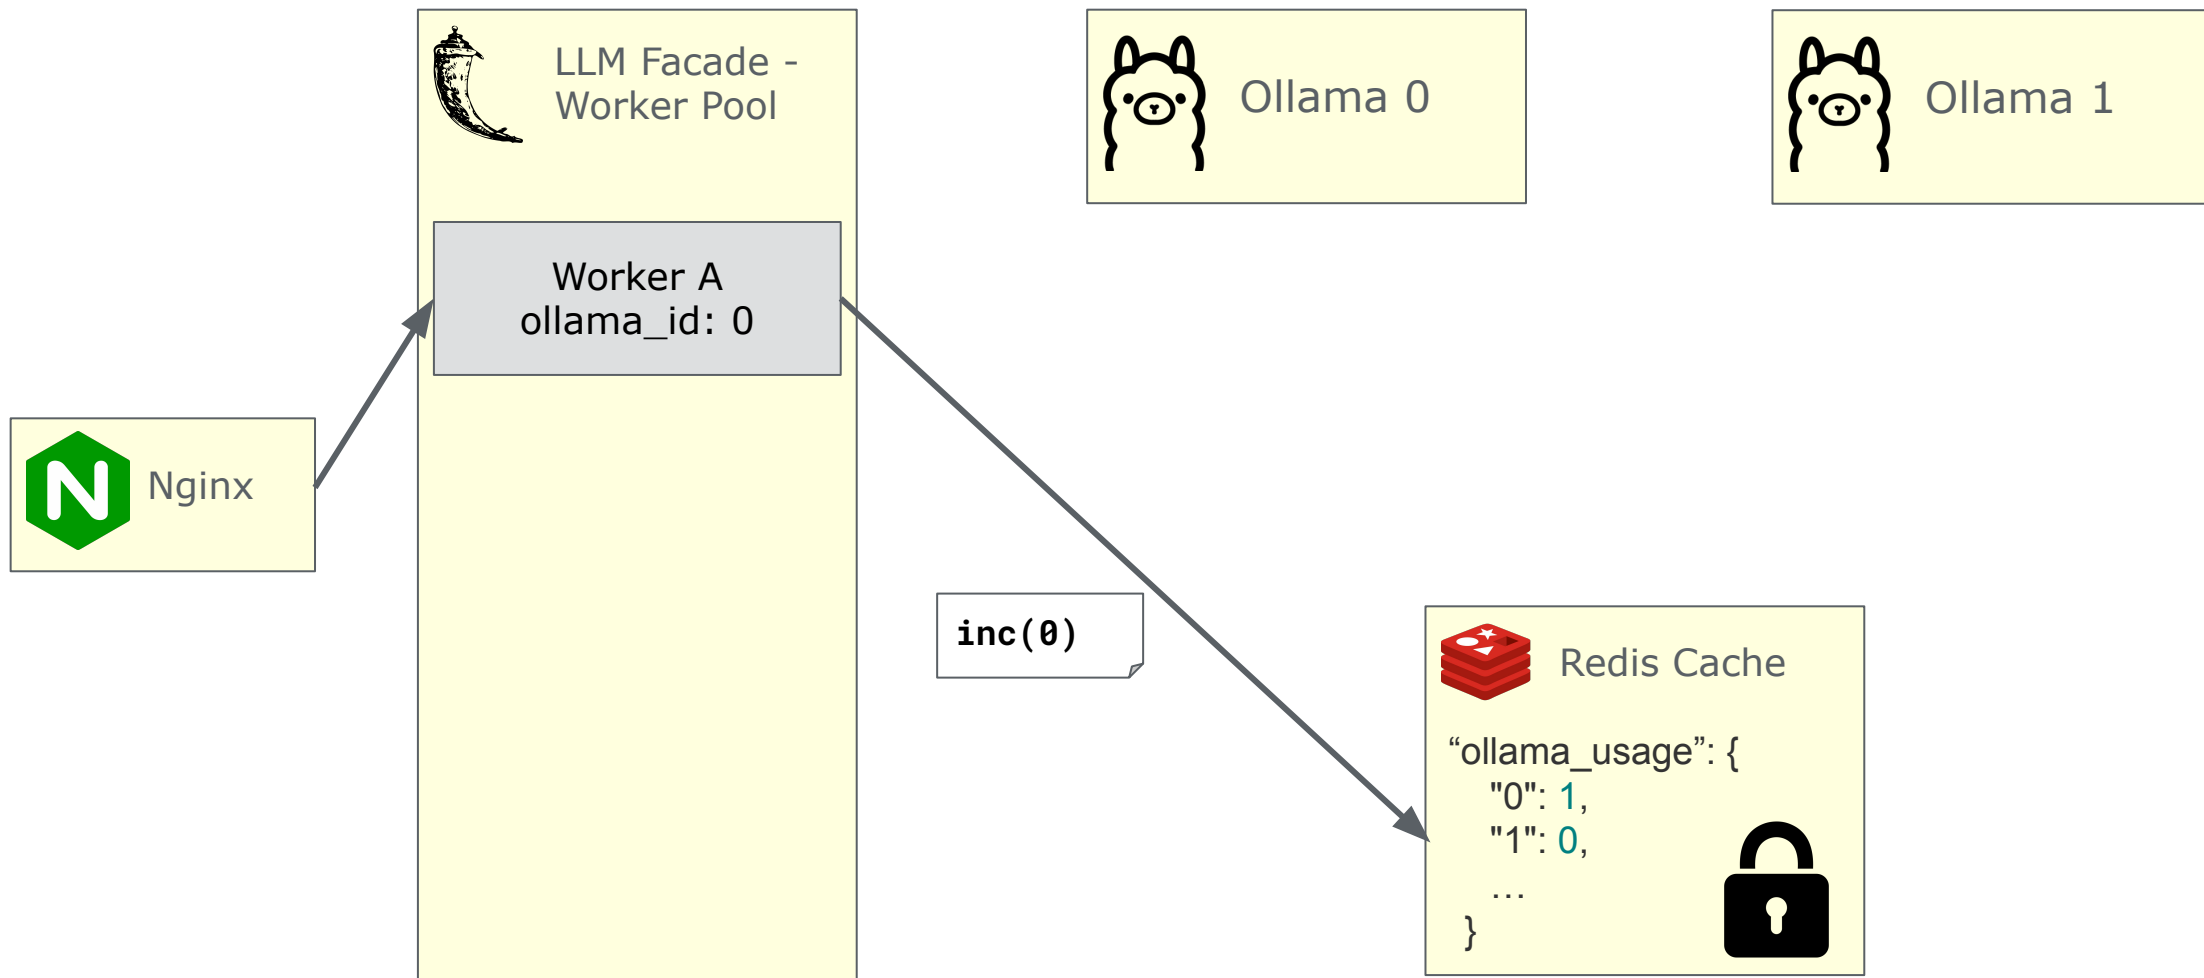 LLM Facade -
Worker Pool
Ollama 0
Ollama 1
Worker A
ollama_id: 0
N
Nginx
inc(0)
Redis Cache
“ollama_usage”: {
"0": 1,
"1": 0,
…
}